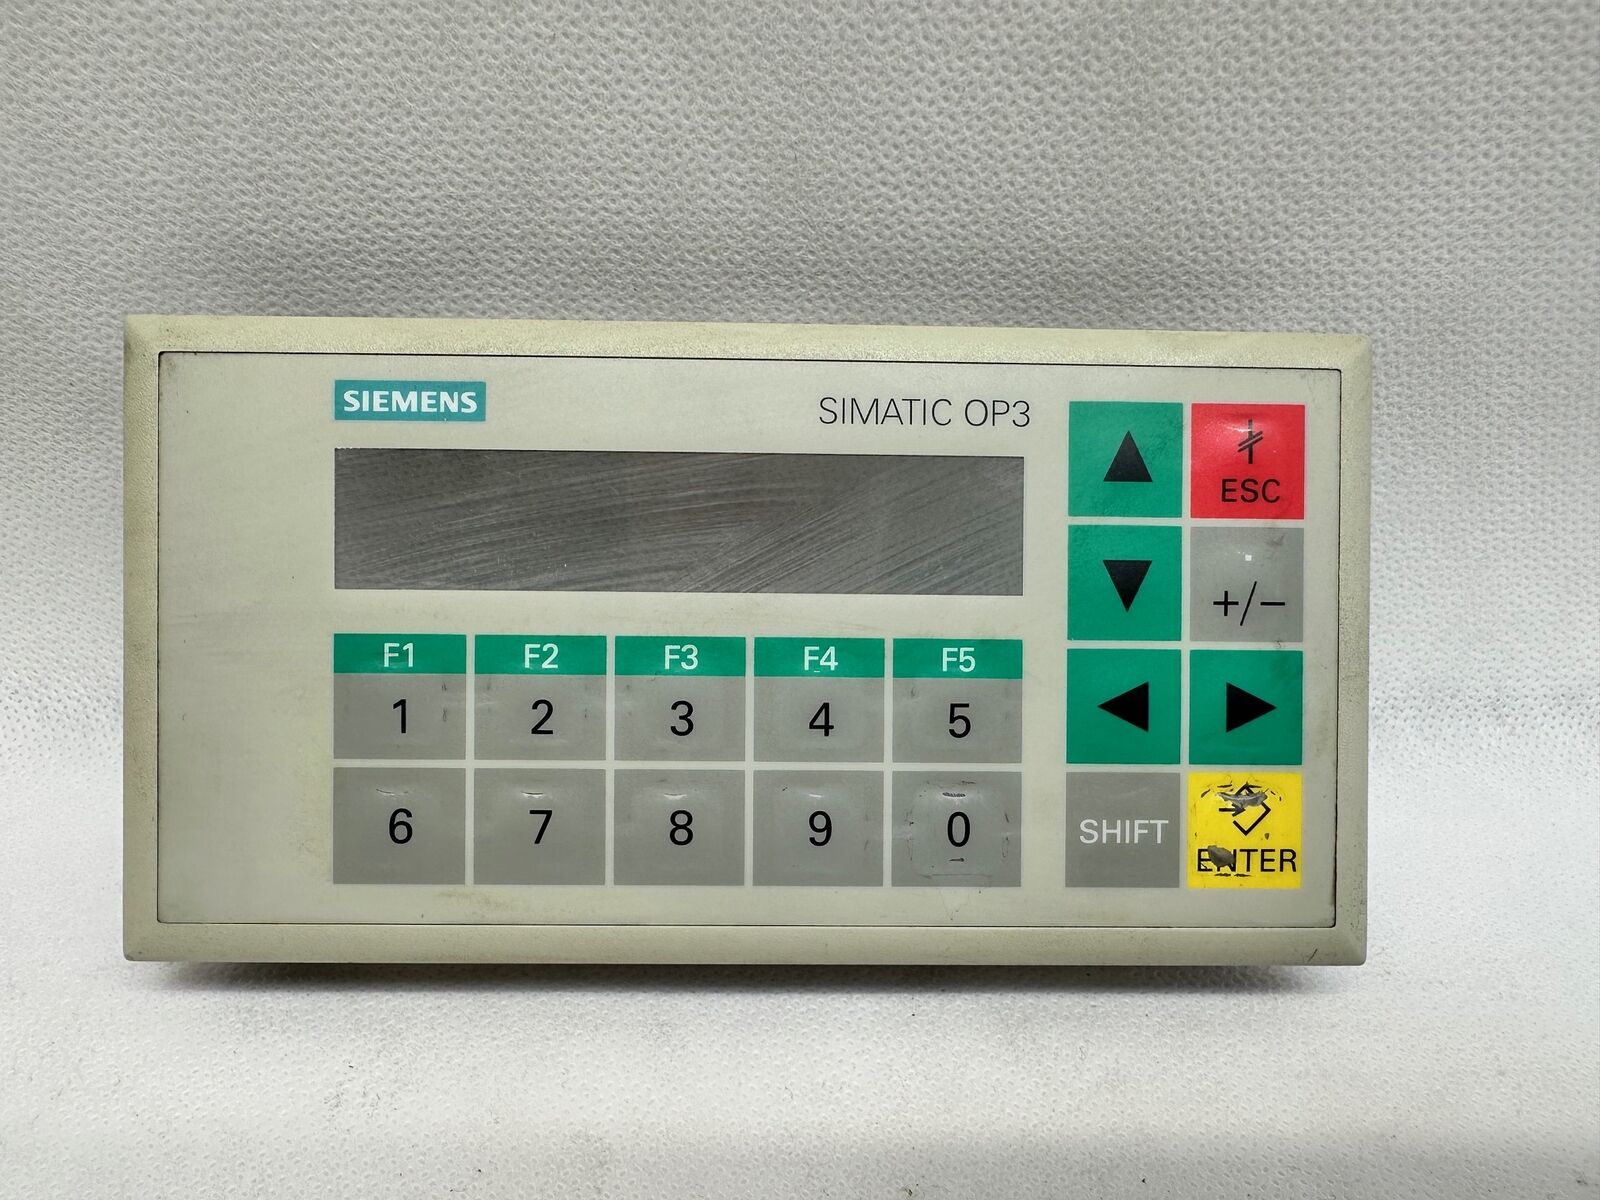 SIEMENS
SIMATIC OP3
ESC
+/−
F1 F2 F3 F4 F5
1 2 3 4 5
6 7 8 9 0
SHIFT
ENTER